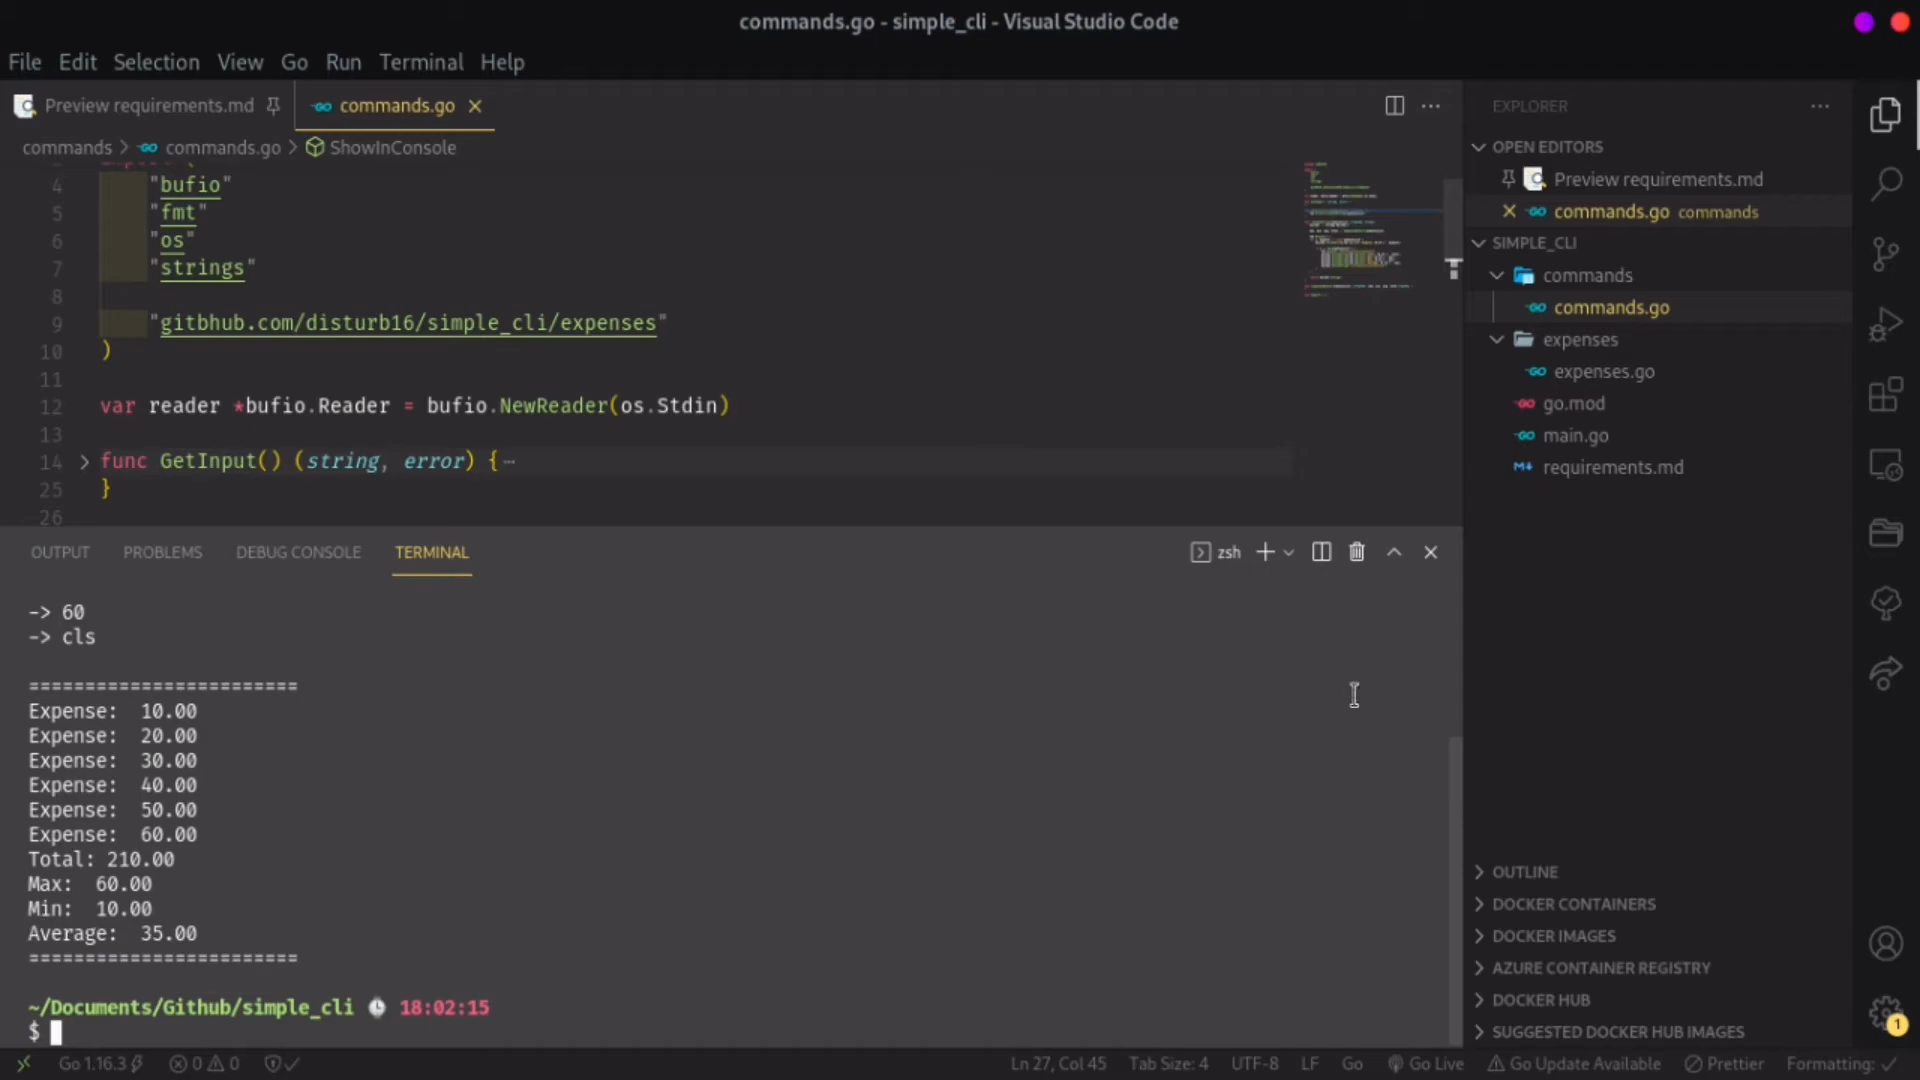 commands.go - simple_cli - Visual Studio Code
File Edit Selection View Go Run Terminal Help
Preview requirements.md commands.go
commands > commands.go > ShowInConsole
4 "bufio"
5 "fmt"
6 "os"
7 "strings"
8
9 "gitbhub.com/disturb16/simple_cli/expenses"
10 )
11
12 var reader *bufio.Reader = bufio.NewReader(os.Stdin)
13
14 > func GetInput() (string, error) {⋯
25 }
26
OUTPUT PROBLEMS DEBUG CONSOLE TERMINAL
zsh
-> 60
-> cls
========================
Expense:  10.00
Expense:  20.00
Expense:  30.00
Expense:  40.00
Expense:  50.00
Expense:  60.00
Total: 210.00
Max:  60.00
Min:  10.00
Average:  35.00
========================
~/Documents/Github/simple_cli 18:02:15
$
EXPLORER
OPEN EDITORS
Preview requirements.md
commands.go commands
SIMPLE_CLI
commands
commands.go
expenses
expenses.go
go.mod
main.go
requirements.md
OUTLINE
DOCKER CONTAINERS
DOCKER IMAGES
AZURE CONTAINER REGISTRY
DOCKER HUB
SUGGESTED DOCKER HUB IMAGES
1
Go 1.16.3 0 0 Ln 27, Col 45 Tab Size: 4 UTF-8 LF Go Go Live Go Update Available Prettier Formatting: ✓